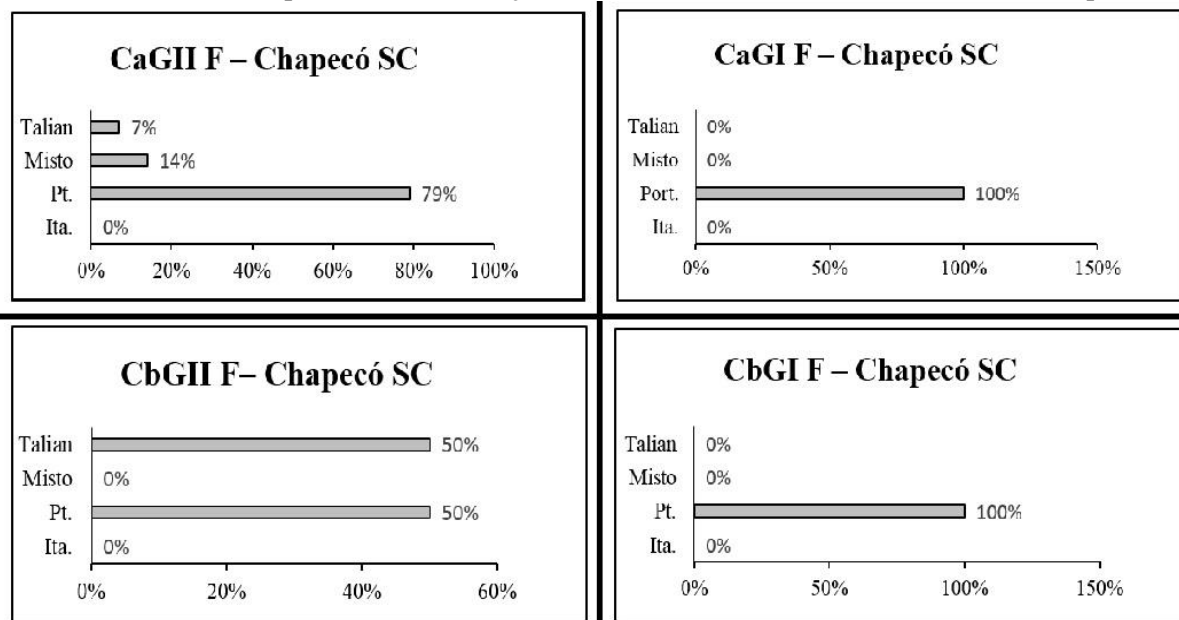 CaGII F – Chapecó SC
Talian 7%
Misto 14%
Pt. 79%
Ita. 0%
0% 20% 40% 60% 80% 100%
CaGI F – Chapecó SC
Talian 0%
Misto 0%
Port. 100%
Ita. 0%
0% 50% 100% 150%
CbGII F– Chapecó SC
Talian 50%
Misto 0%
Pt. 50%
Ita. 0%
0% 20% 40% 60%
CbGI F – Chapecó SC
Talian 0%
Misto 0%
Pt. 100%
Ita. 0%
0% 50% 100% 150%